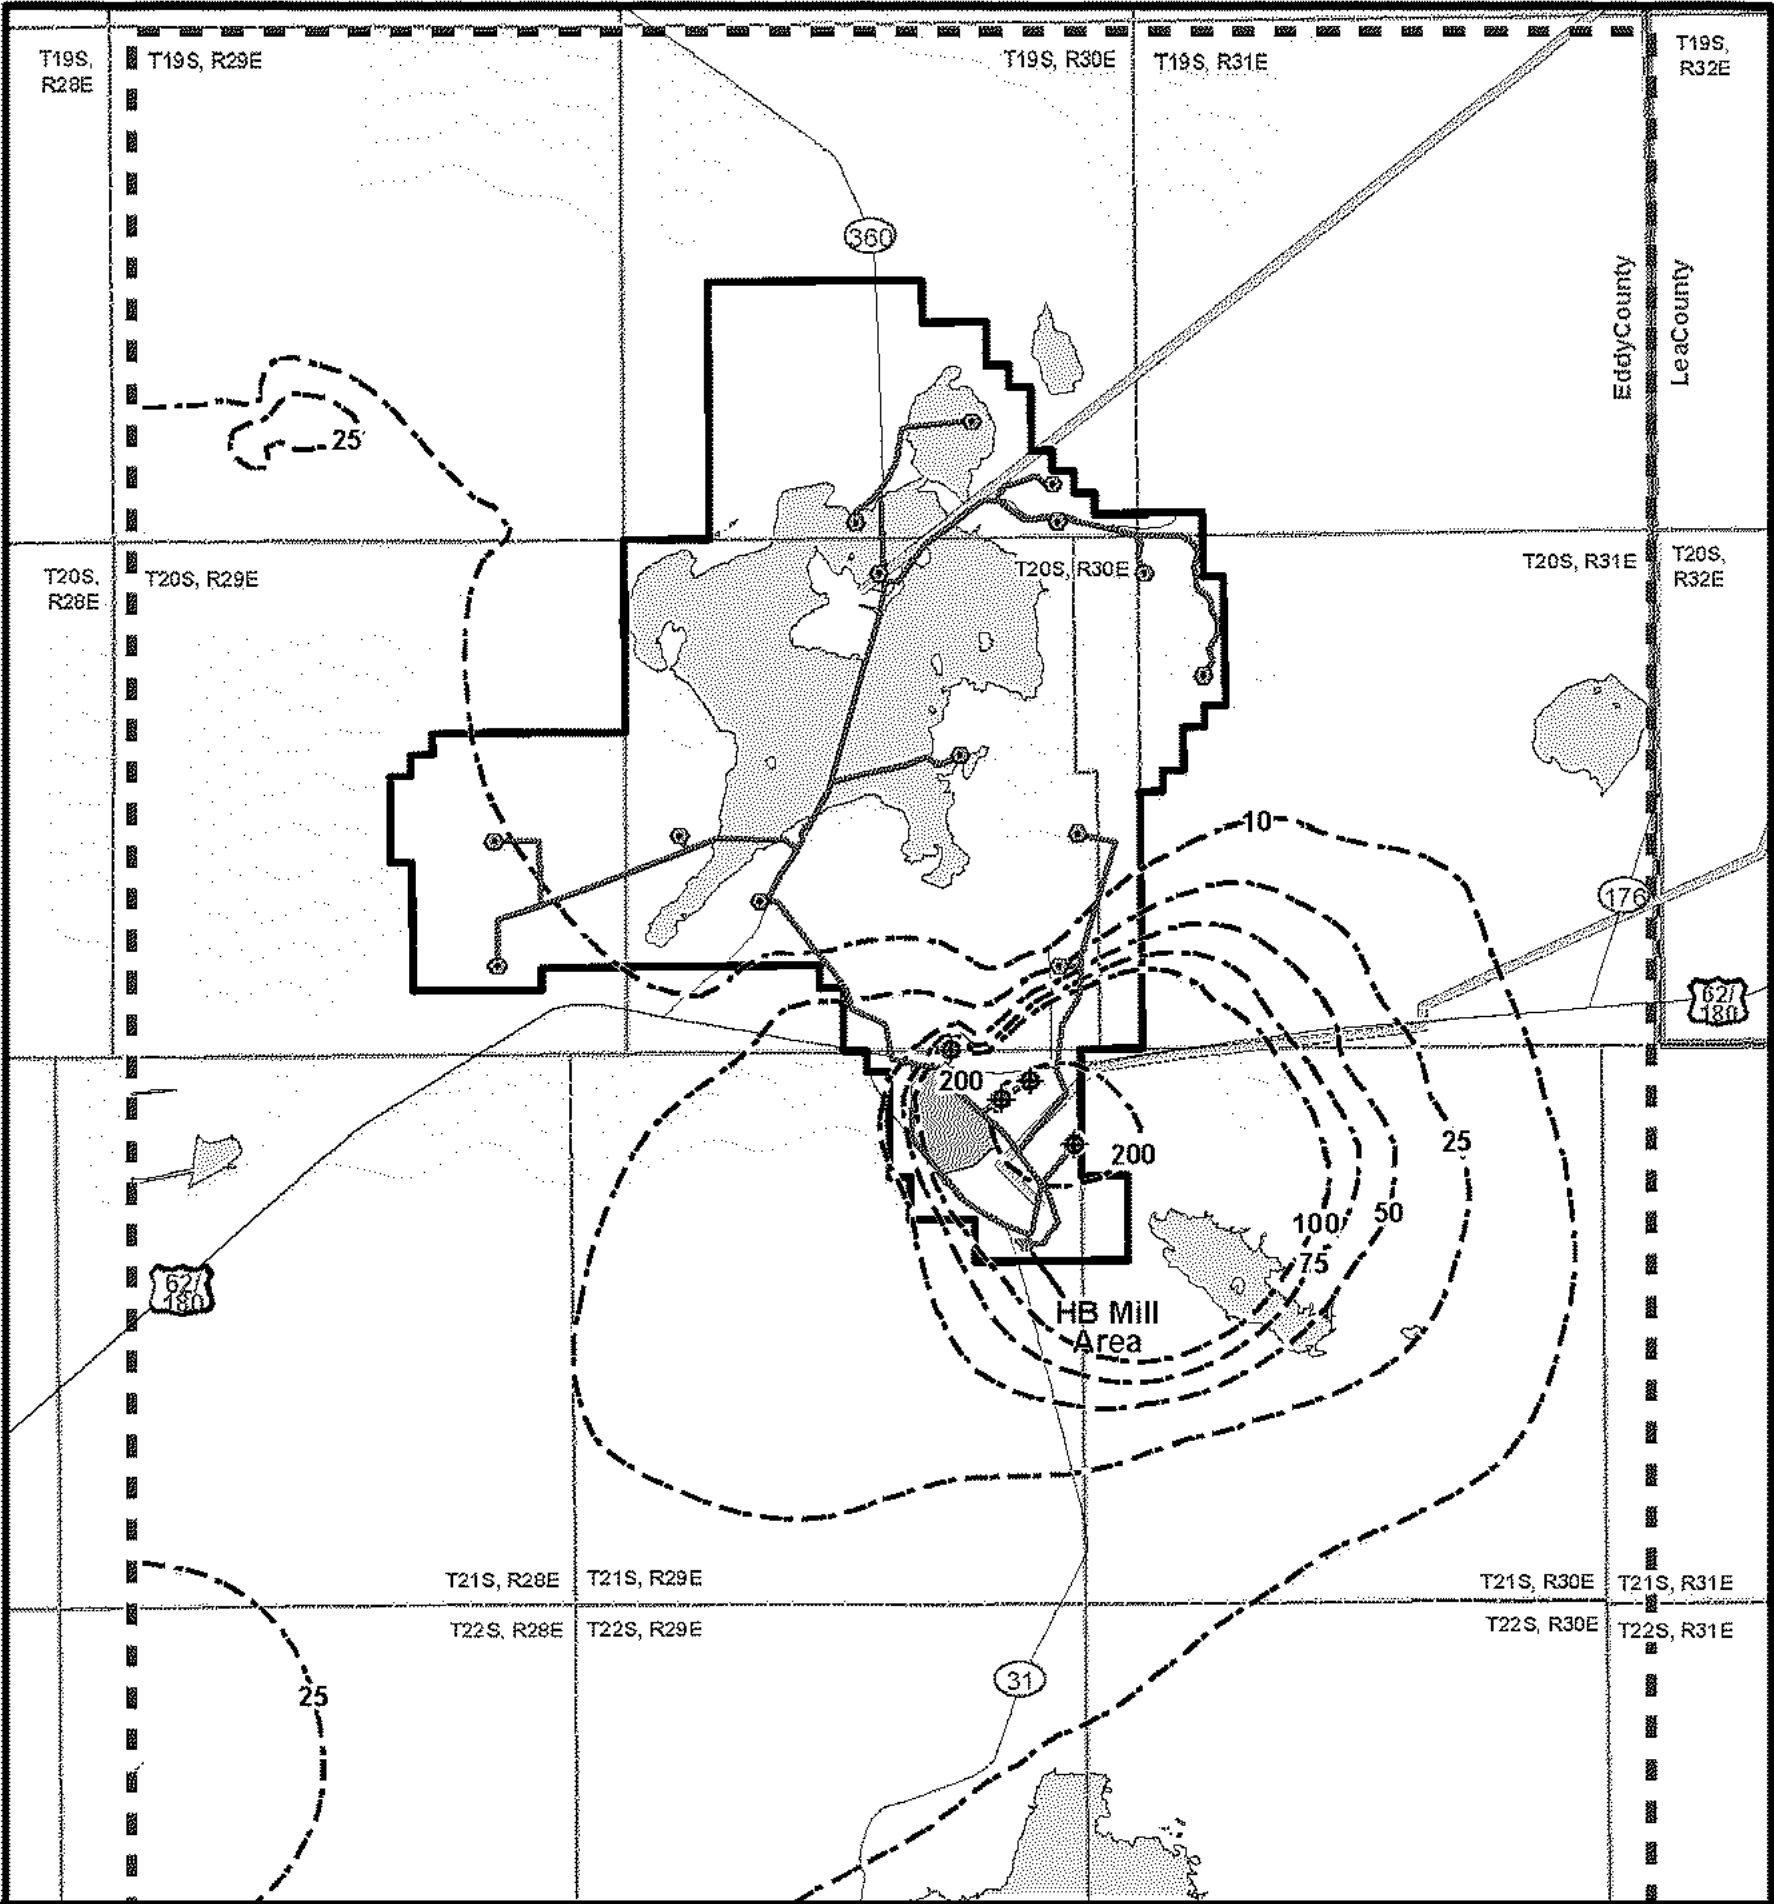 T19S,
R28E
T19S, R29E
T19S, R30E
T19S, R31E
T19S,
R32E
360
EddyCounty
LeaCounty
25
T20S,
R28E
T20S, R29E
T20S, R30E
T20S, R31E
T20S,
R32E
10
176
62/
180
200
200
25
100
50
75
62/
180
HB Mill
Area
T21S, R28E
T21S, R29E
T21S, R30E
T21S, R31E
T22S, R28E
T22S, R29E
T22S, R30E
T22S, R31E
31
25